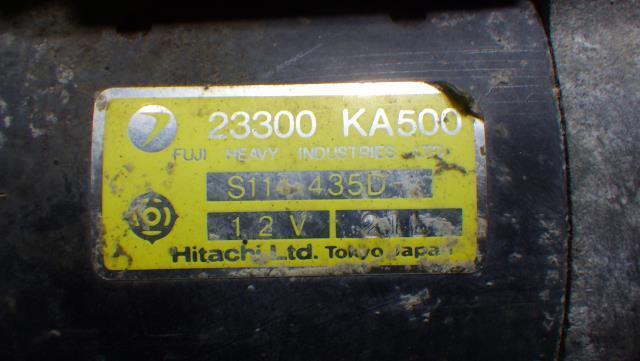 23300 KA500
FUJI HEAVY INDUSTRIES LTD.
S114-435D
12V
Hitachi Ltd. Tokyo Japan